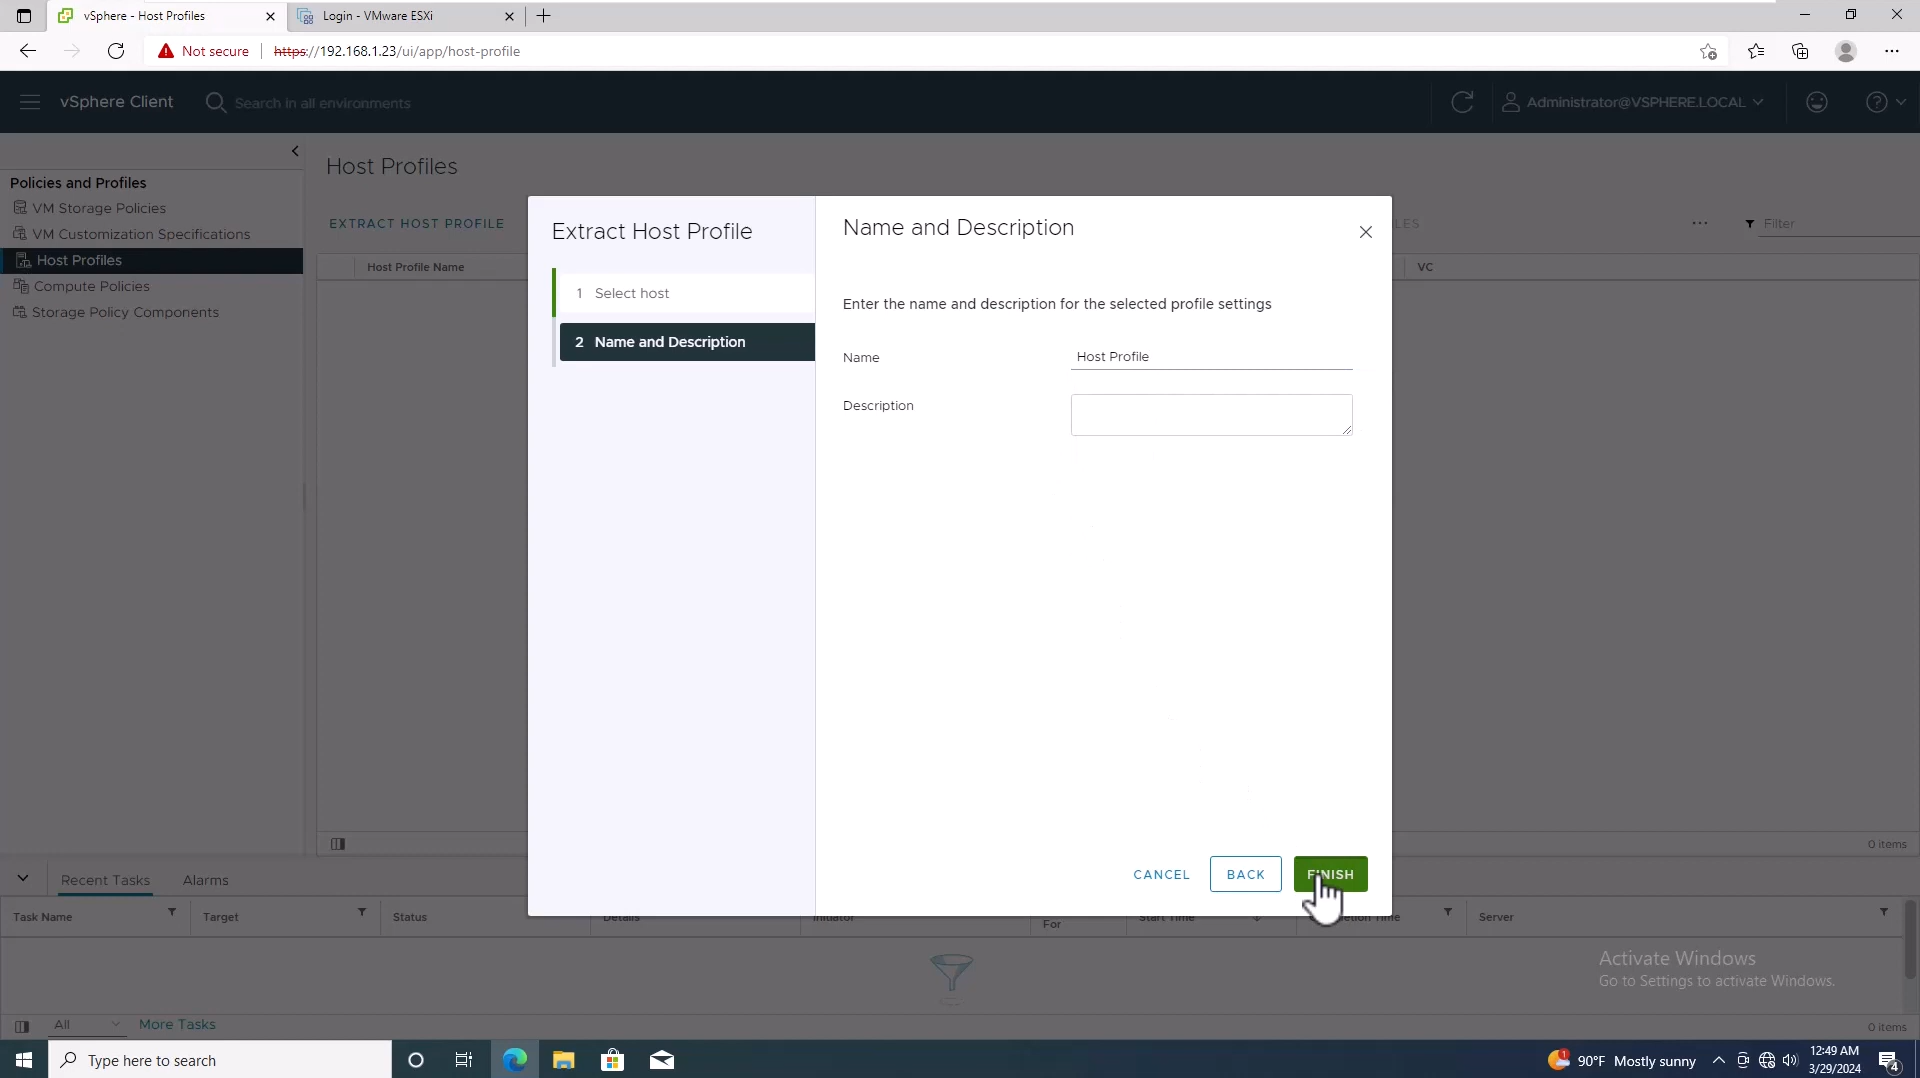 vSphere - Host Profiles
Login - VMware ESXi
Not secure
https://192.168.1.23/ui/app/host-profile
vSphere Client
Search in all environments
Administrator@VSPHERE.LOCAL
Policies and Profiles
VM Storage Policies
VM Customization Specifications
Host Profiles
Compute Policies
Storage Policy Components
Host Profiles
EXTRACT HOST PROFILE
Filter
Host Profile Name
VC
0 items
Extract Host Profile
1 Select host
2 Name and Description
Name and Description
Enter the name and description for the selected profile settings
Name
Host Profile
Description
CANCEL
BACK
FINISH
Recent Tasks
Alarms
Task Name
Target
Status
Details
Initiator
For
Start Time
Server
All
More Tasks
0 items
Activate Windows
Go to Settings to activate Windows.
Type here to search
1
90°F Mostly sunny
12:49 AM
3/29/2024
4